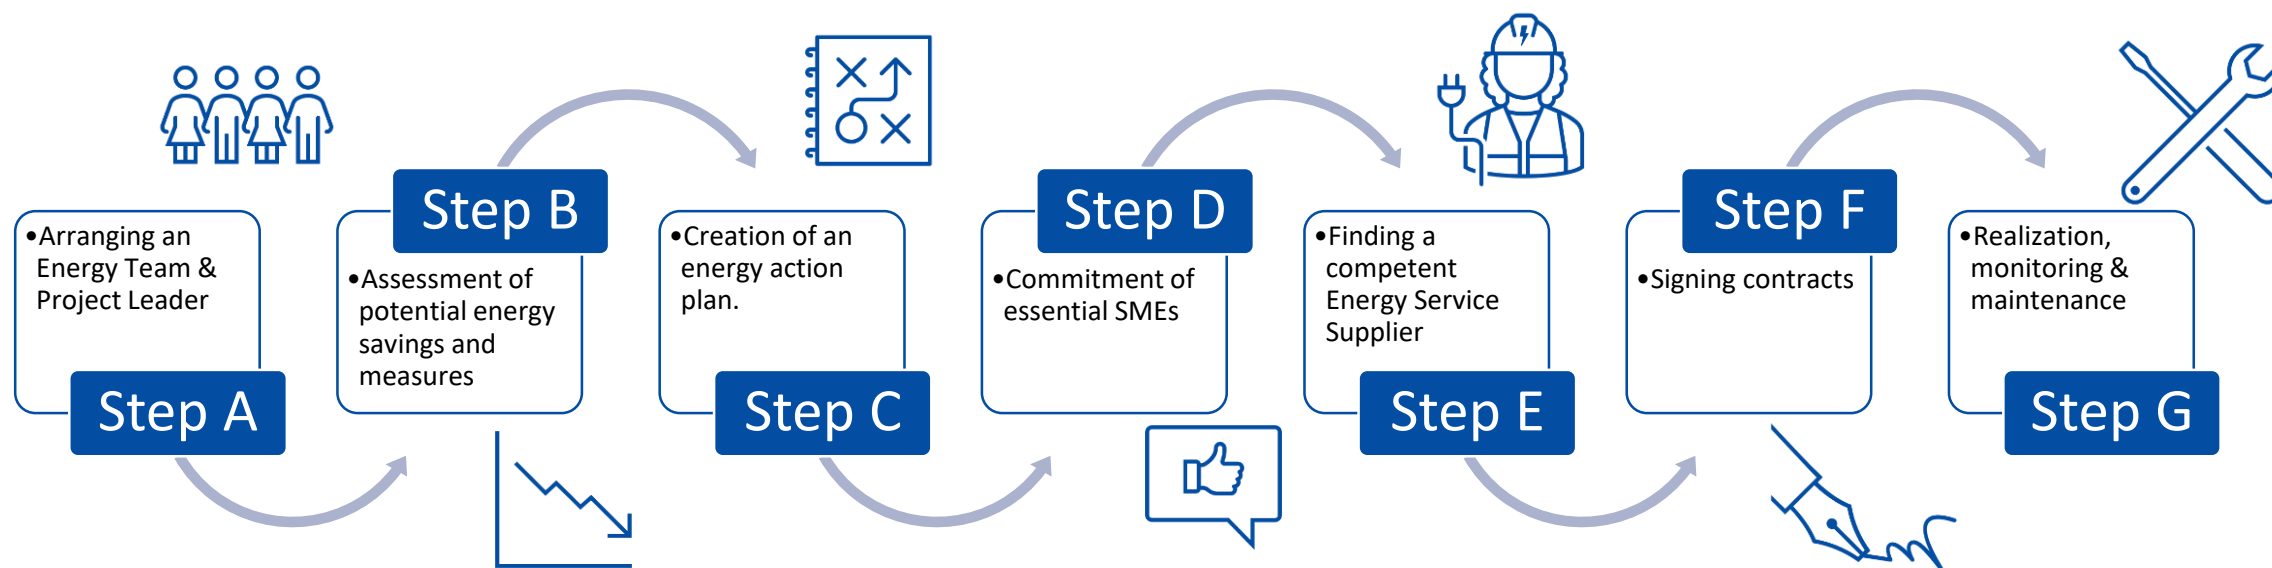 •Arranging an
Energy Team &
Project Leader
Step A
Step B
•Assessment of
potential energy
savings and
measures
•Creation of an
energy action
plan.
Step C
Step D
•Commitment of
essential SMEs
•Finding a
competent
Energy Service
Supplier
Step E
Step F
•Signing contracts
•Realization,
monitoring &
maintenance
Step G